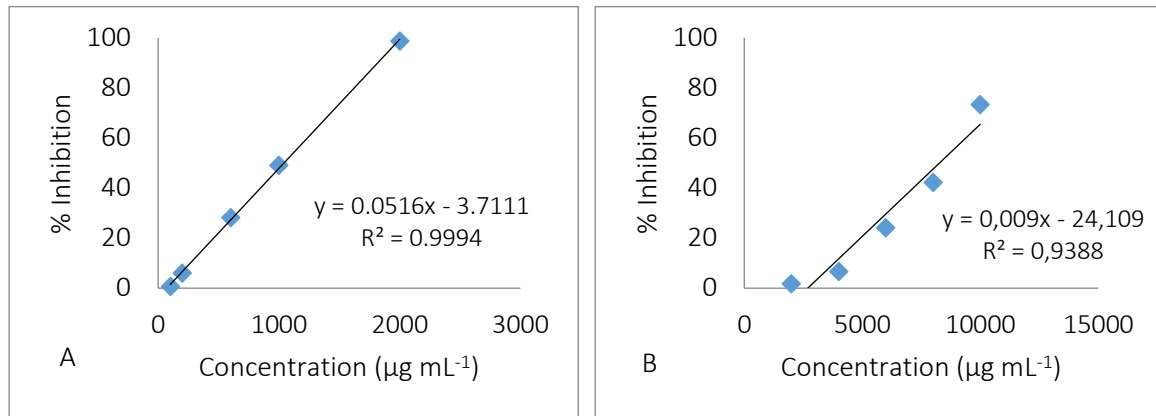 100
80
60
40
20
0
% Inhibition
y = 0.0516x - 3.7111
R² = 0.9994
0 1000 2000 3000
A
Concentration (µg mL⁻¹)
100
80
60
40
20
0
% Inhibition
y = 0,009x - 24,109
R² = 0,9388
0 5000 10000 15000
B
Concentration (µg mL⁻¹)